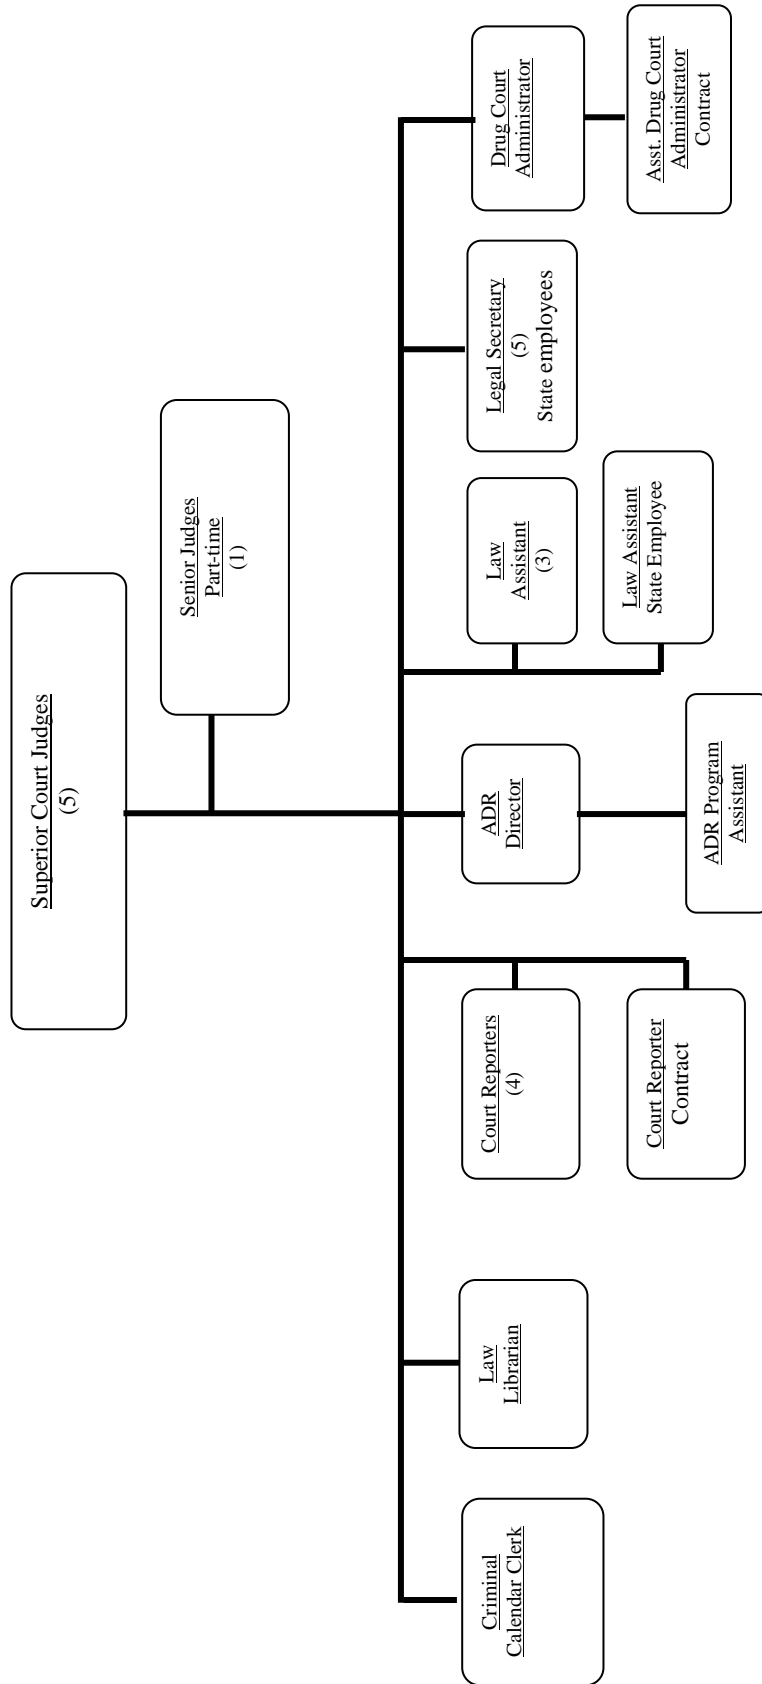 Superior Court Judges
(5)
Senior Judges
Part-time
(1)
Criminal
Calendar Clerk
Law
Librarian
Court Reporters
(4)
Court Reporter
Contract
ADR
Director
ADR Program
Assistant
Law
Assistant
(3)
Law Assistant
State Employee
Legal Secretary
(5)
State employees
Drug Court
Administrator
Asst. Drug Court
Administrator
Contract